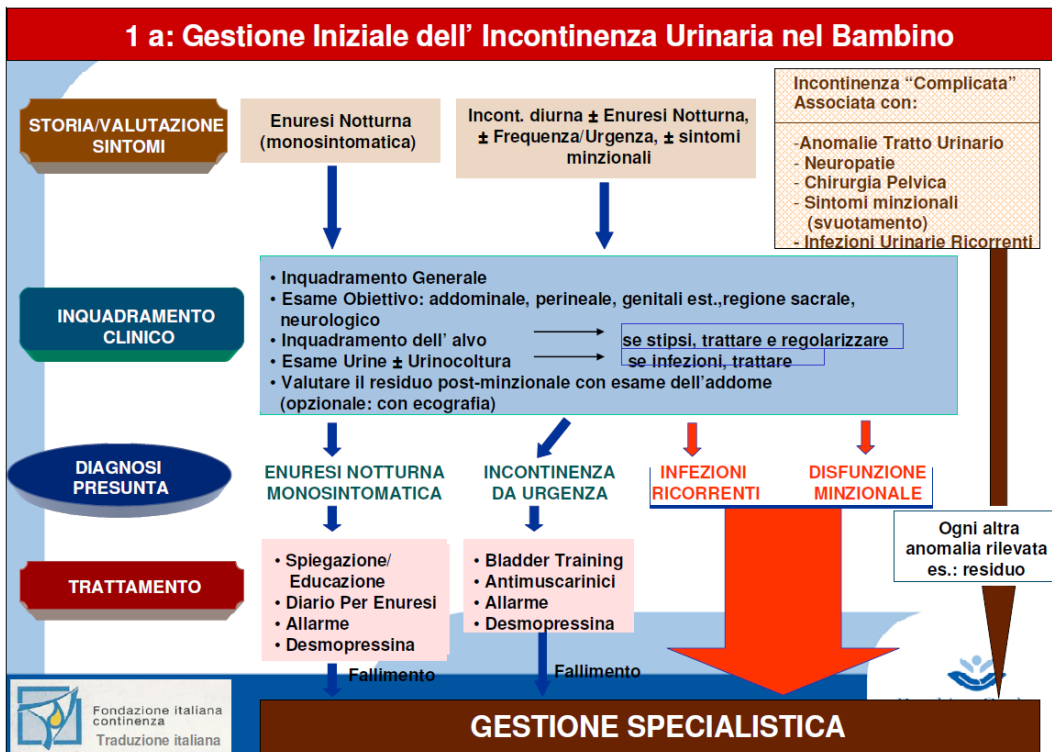 1 a: Gestione Iniziale dell' Incontinenza Urinaria nel Bambino
STORIA/VALUTAZIONE
SINTOMI
Enuresi Notturna
(monosintomatica)
Incont. diurna ± Enuresi Notturna,
± Frequenza/Urgenza, ± sintomi
minzionali
Incontinenza “Complicata”
Associata con:
-Anomalie Tratto Urinario
- Neuropatie
- Chirurgia Pelvica
- Sintomi minzionali
(svuotamento)
- Infezioni Urinarie Ricorrenti
INQUADRAMENTO
CLINICO
• Inquadramento Generale
• Esame Obiettivo: addominale, perineale, genitali est.,regione sacrale,
neurologico
• Inquadramento dell' alvo
se stipsi, trattare e regolarizzare
• Esame Urine ± Urinocoltura
se infezioni, trattare
• Valutare il residuo post-minzionale con esame dell'addome
(opzionale: con ecografia)
DIAGNOSI
PRESUNTA
ENURESI NOTTURNA
MONOSINTOMATICA
INCONTINENZA
DA URGENZA
INFEZIONI
RICORRENTI
DISFUNZIONE
MINZIONALE
Ogni altra
anomalia rilevata
es.: residuo
TRATTAMENTO
• Spiegazione/
Educazione
• Diario Per Enuresi
• Allarme
• Desmopressina
• Bladder Training
• Antimuscarinici
• Allarme
• Desmopressina
Fallimento
Fallimento
Fondazione italiana
continenza
Traduzione italiana
GESTIONE SPECIALISTICA